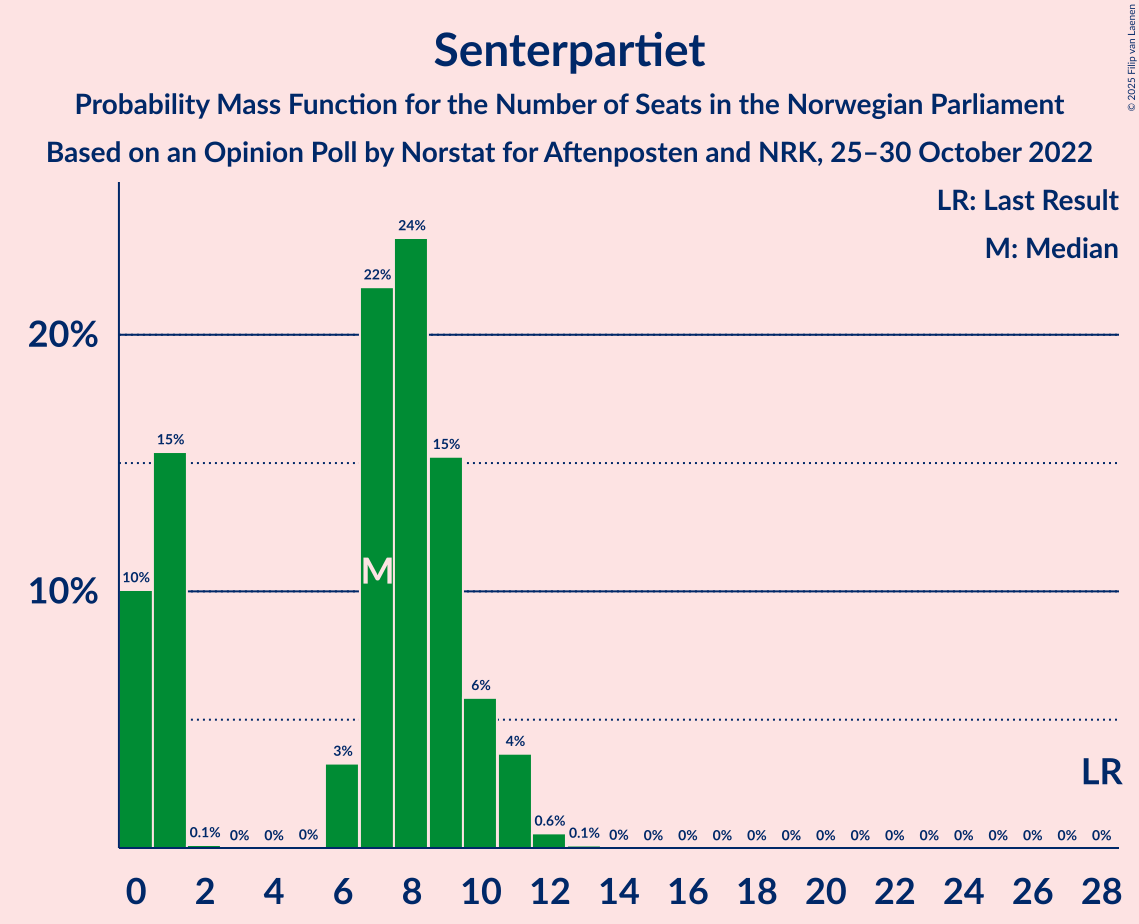 Senterpartiet
Probability Mass Function for the Number of Seats in the Norwegian Parliament
Based on an Opinion Poll by Norstat for Aftenposten and NRK, 25–30 October 2022
© 2025 Filip van Laenen
LR: Last Result
M: Median
20%
10%
10% 15% 0.1% 0% 0% 0% 3% 22% 24% 15% 6% 4% 0.6% 0.1% 0% 0% 0% 0% 0% 0% 0% 0% 0% 0% 0% 0% 0% 0% 0%
M
LR
0 2 4 6 8 10 12 14 16 18 20 22 24 26 28